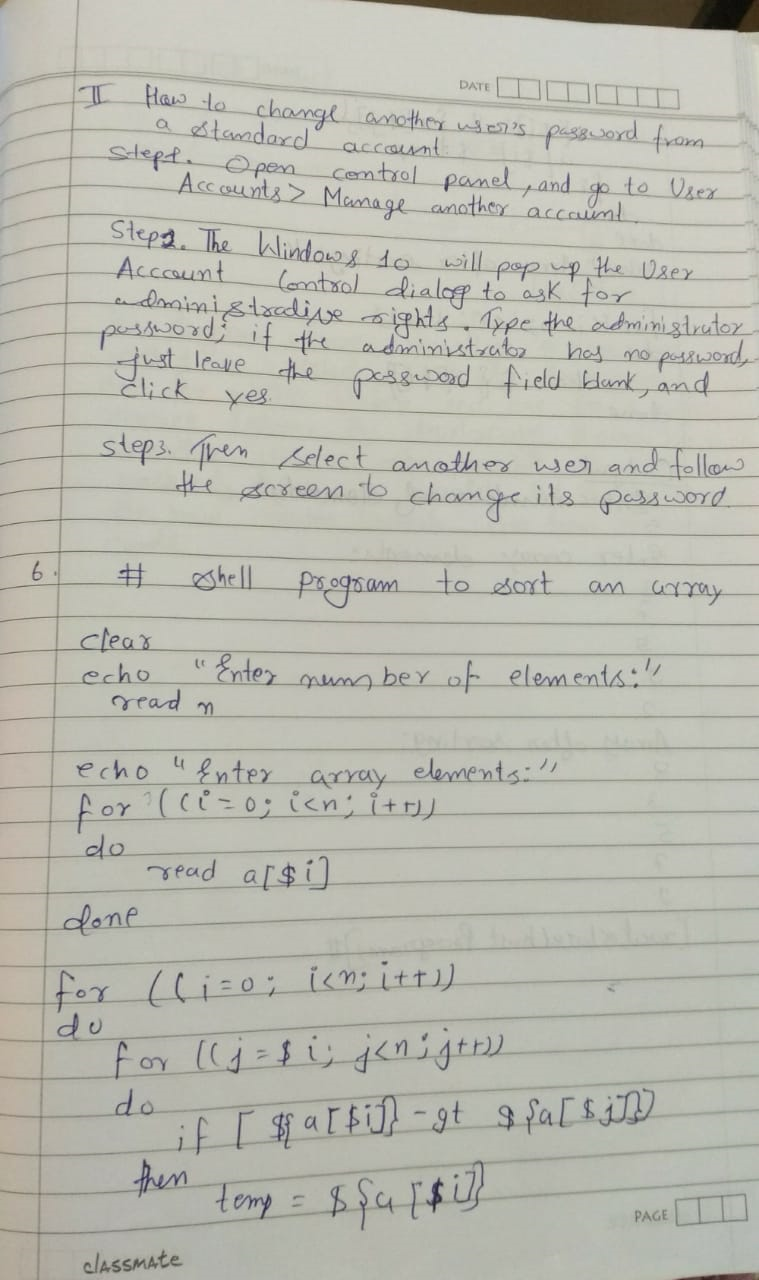 DATE
II How to change another user's password from
a standard account
Step1. Open control panel, and go to User
Accounts > Manage another account.
Step2. The Windows 10 will pop up the User
Acccount Control dialog to ask for
administrative rights. Type the administrator
password; if the administrator has no password,
just leave the password field blank, and
click yes.
Step3. Then select another user and follow
the screen to change its password.
6. # shell program to sort an array
clear
echo "Enter number of elements:"
read n
echo "Enter array elements:"
for ((i=0; i<n; i++))
do
read a[$i]
done
for ((i=0; i<n; i++))
do
for ((j=$i; j<n; j++))
do
if [ ${a[$i]} -gt ${a[$j]} ]
then
temp = ${a[$i]}
PAGE
classmate